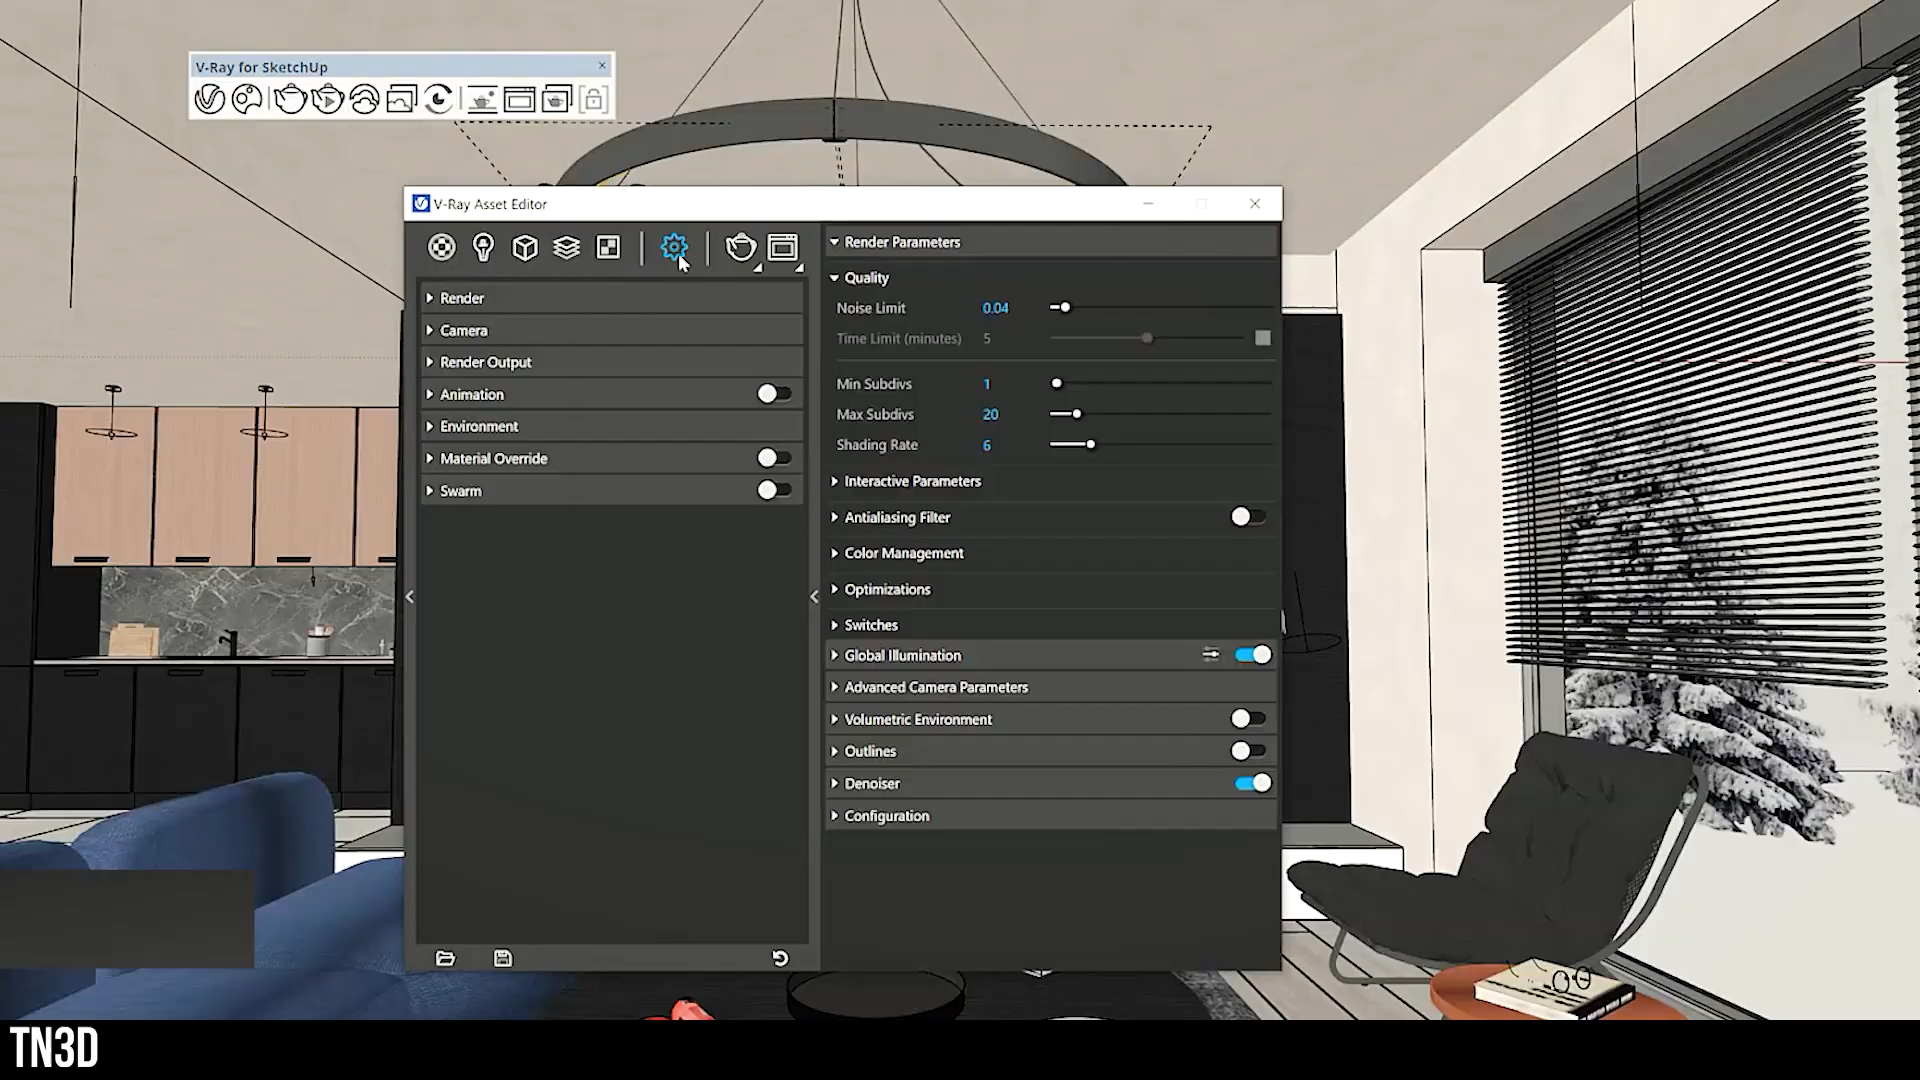 V-Ray for SketchUp
V-Ray Asset Editor
Render
Camera
Render Output
Animation
Environment
Material Override
Swarm
Render Parameters
Quality
Noise Limit 0.04
Time Limit (minutes) 5
Min Subdivs 1
Max Subdivs 20
Shading Rate 6
Interactive Parameters
Antialiasing Filter
Color Management
Optimizations
Switches
Global Illumination
Advanced Camera Parameters
Volumetric Environment
Outlines
Denoiser
Configuration
TN3D